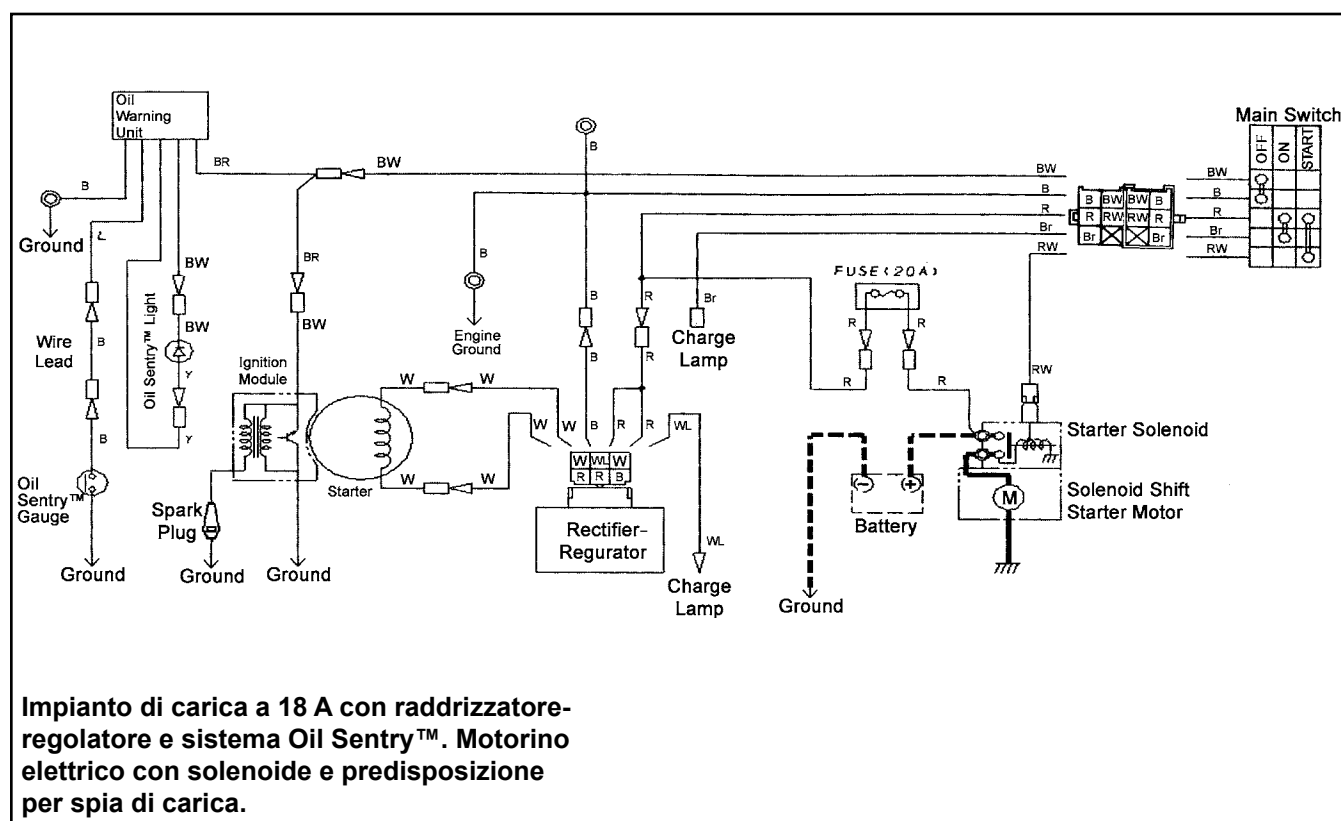 Oil
Warning
Unit
Main Switch
OFF
ON
START
BR
BW
B
BW
BW
B
B
B
R
Br
R
Br
RW
RW
B BW BW B
R RW RW R
Br Br
Ground
BR
BW
B
R
Br
FUSE(20A)
R
R
Oil Sentry™ Light
BW
Y
Y
Wire
Lead
B
B
BW
Engine
Ground
B
B
R
R
R
R
Charge
Lamp
R
R
RW
Ignition
Module
W
W
W
W
W
W
B
R
R
WL
W WL W
R R B
Starter
Starter Solenoid
Solenoid Shift
Starter Motor
M
Battery
Oil
Sentry™
Gauge
Spark
Plug
Rectifier-
Regurator
WL
Charge
Lamp
Ground
Ground
Ground
Ground
Impianto di carica a 18 A con raddrizzatore-
regolatore e sistema Oil Sentry™. Motorino
elettrico con solenoide e predisposizione
per spia di carica.